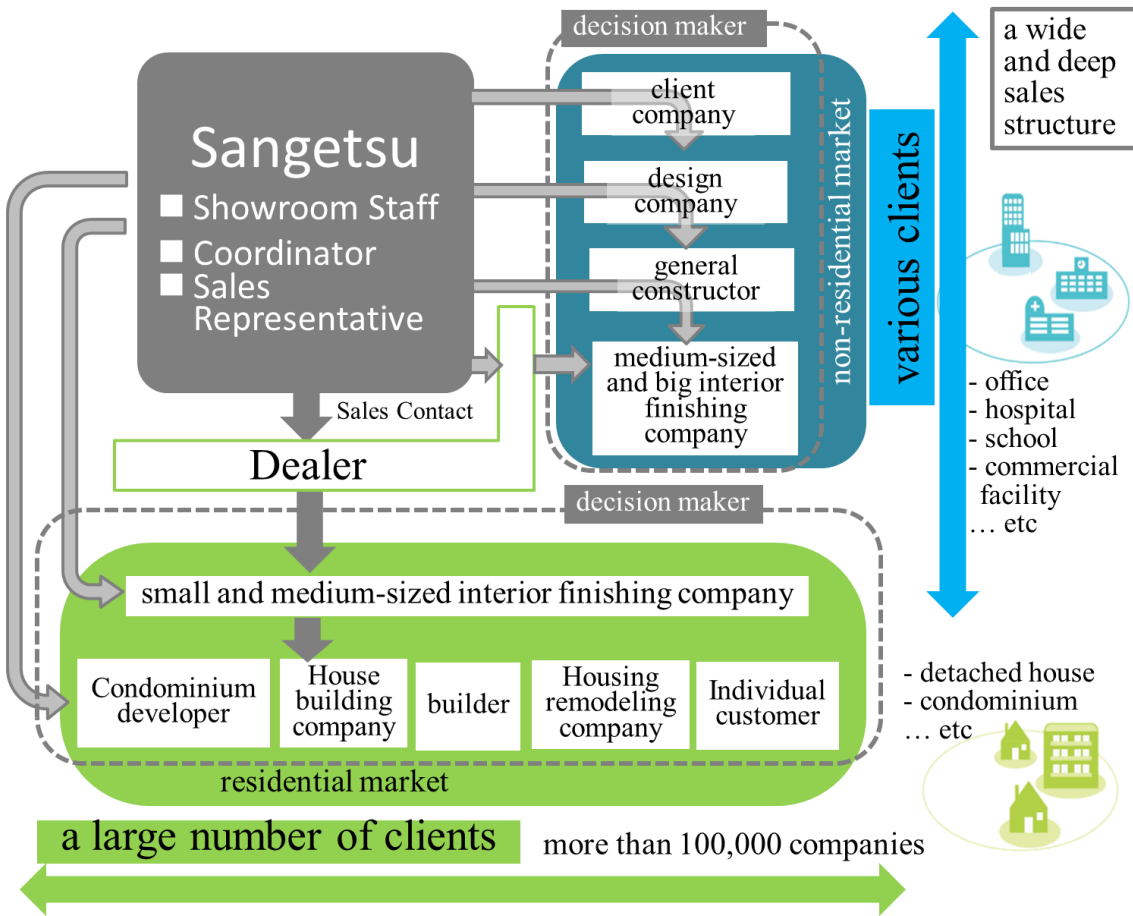 decision maker
a wide
and deep
sales
structure
Sangetsu
Showroom Staff
Coordinator
Sales
Representative
client
company
design
company
general
constructor
medium-sized
and big interior
finishing
company
non-residential market
various clients
- office
- hospital
- school
- commercial
facility
… etc
Sales Contact
Dealer
decision maker
small and medium-sized interior finishing company
Condominium
developer
House
building
company
builder
Housing
remodeling
company
Individual
customer
residential market
- detached house
- condominium
… etc
a large number of clients
more than 100,000 companies